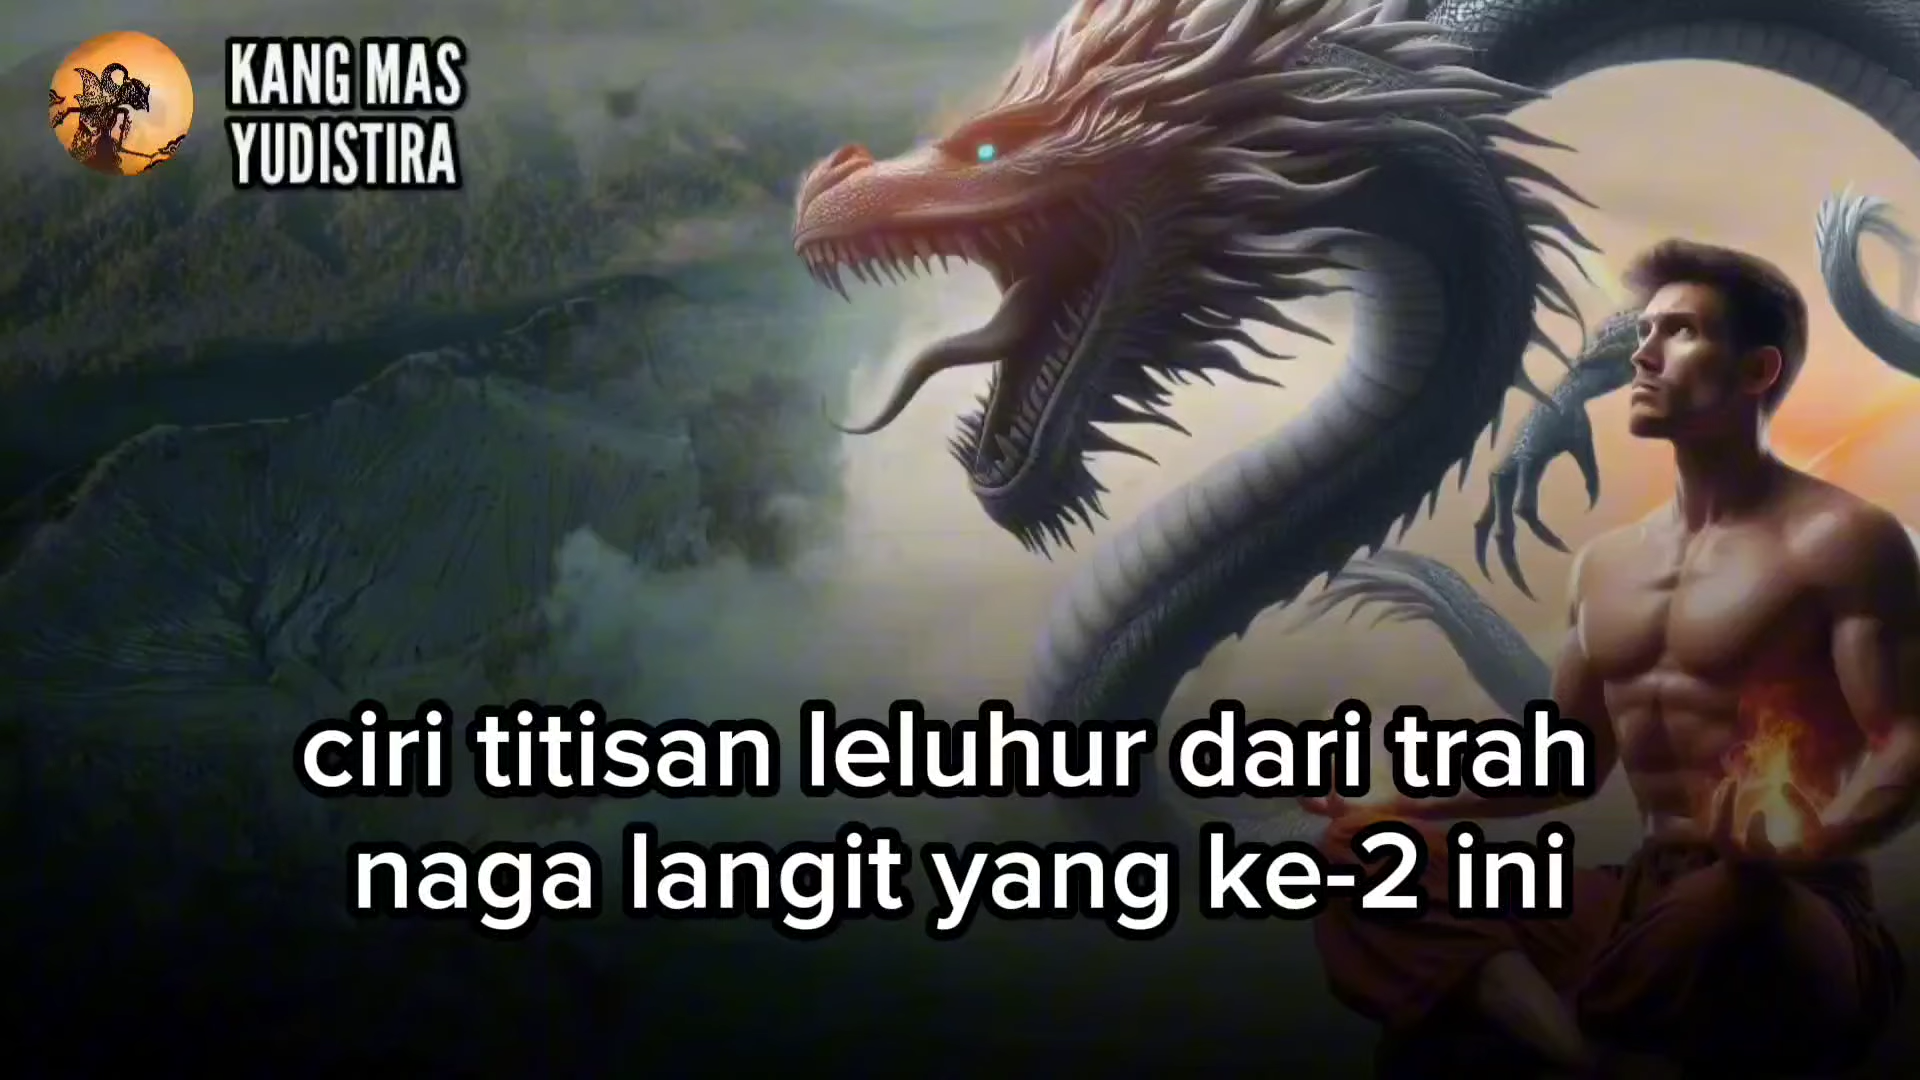 KANG MAS
YUDISTIRA
ciri titisan leluhur dari trah
naga langit yang ke-2 ini